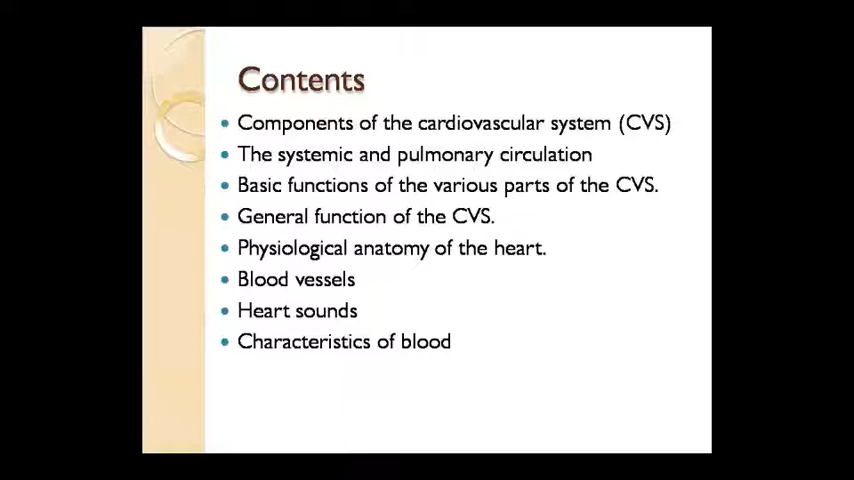 Contents
Components of the cardiovascular system (CVS)
The systemic and pulmonary circulation
Basic functions of the various parts of the CVS.
General function of the CVS.
Physiological anatomy of the heart.
Blood vessels
Heart sounds
Characteristics of blood